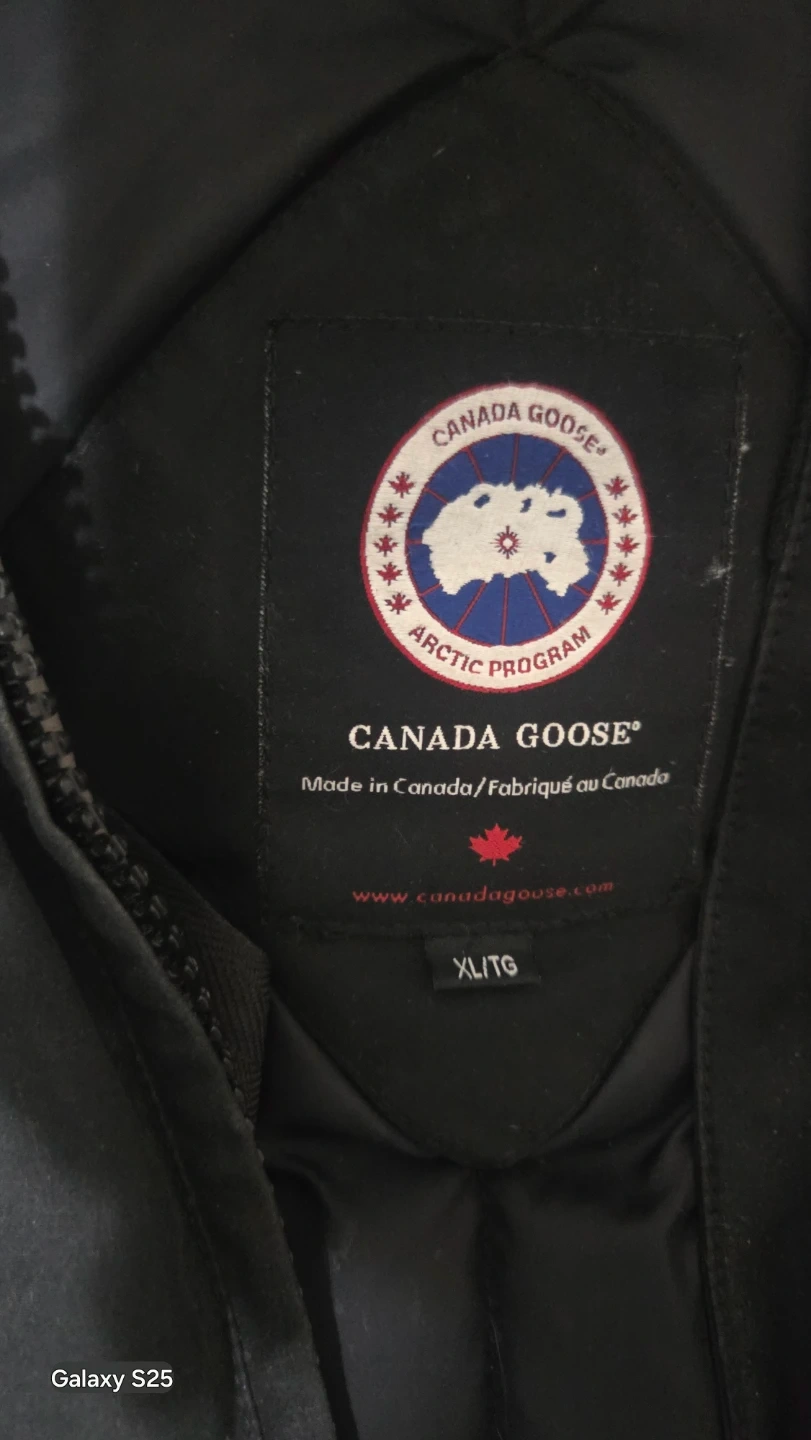 CANADA GOOSE®
ARCTIC PROGRAM
CANADA GOOSE®
Made in Canada/Fabriqué au Canada
www.canadagoose.com
XL/TG
Galaxy S25